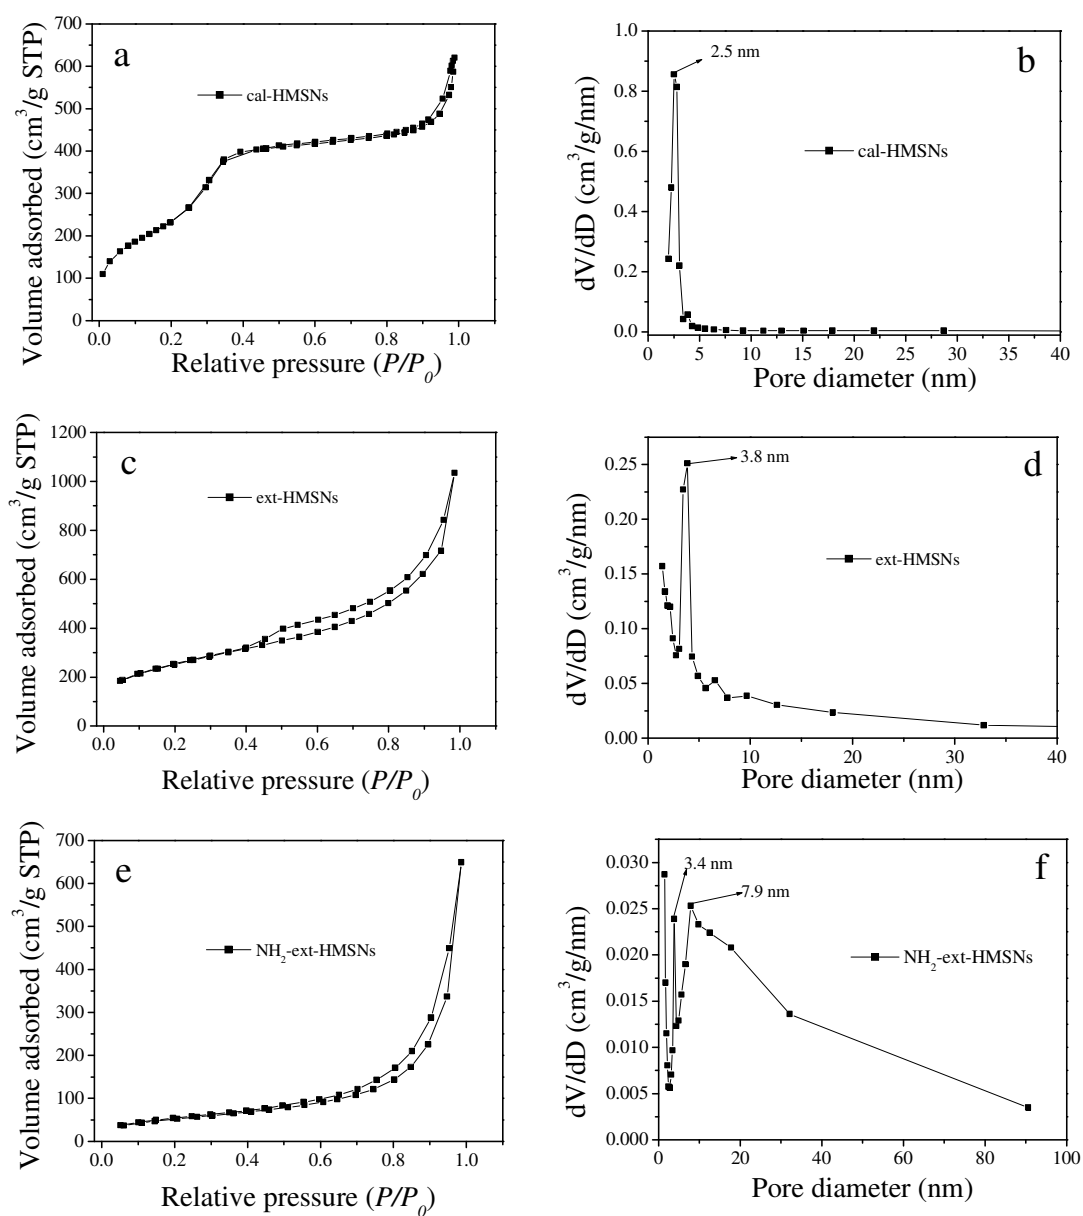 a
cal-HMSNs
Volume adsorbed (cm³/g STP)
700
600
500
400
300
200
100
0
0.0 0.2 0.4 0.6 0.8 1.0
Relative pressure (P/P₀)
b
2.5 nm
cal-HMSNs
dV/dD (cm³/g/nm)
1.0
0.8
0.6
0.4
0.2
0.0
0 5 10 15 20 25 30 35 40
Pore diameter (nm)
c
ext-HMSNs
Volume adsorbed (cm³/g STP)
1200
1000
800
600
400
200
0
0.0 0.2 0.4 0.6 0.8 1.0
Relative pressure (P/P₀)
d
3.8 nm
ext-HMSNs
dV/dD (cm³/g/nm)
0.25
0.20
0.15
0.10
0.05
0.00
0 5 10 15 20 25 30 35 40
Pore diameter (nm)
e
NH₂-ext-HMSNs
Volume adsorbed (cm³/g STP)
700
600
500
400
300
200
100
0
0.0 0.2 0.4 0.6 0.8 1.0
Relative pressure (P/P₀)
f
3.4 nm
7.9 nm
NH₂-ext-HMSNs
dV/dD (cm³/g/nm)
0.030
0.025
0.020
0.015
0.010
0.005
0.000
0 20 40 60 80 100
Pore diameter (nm)